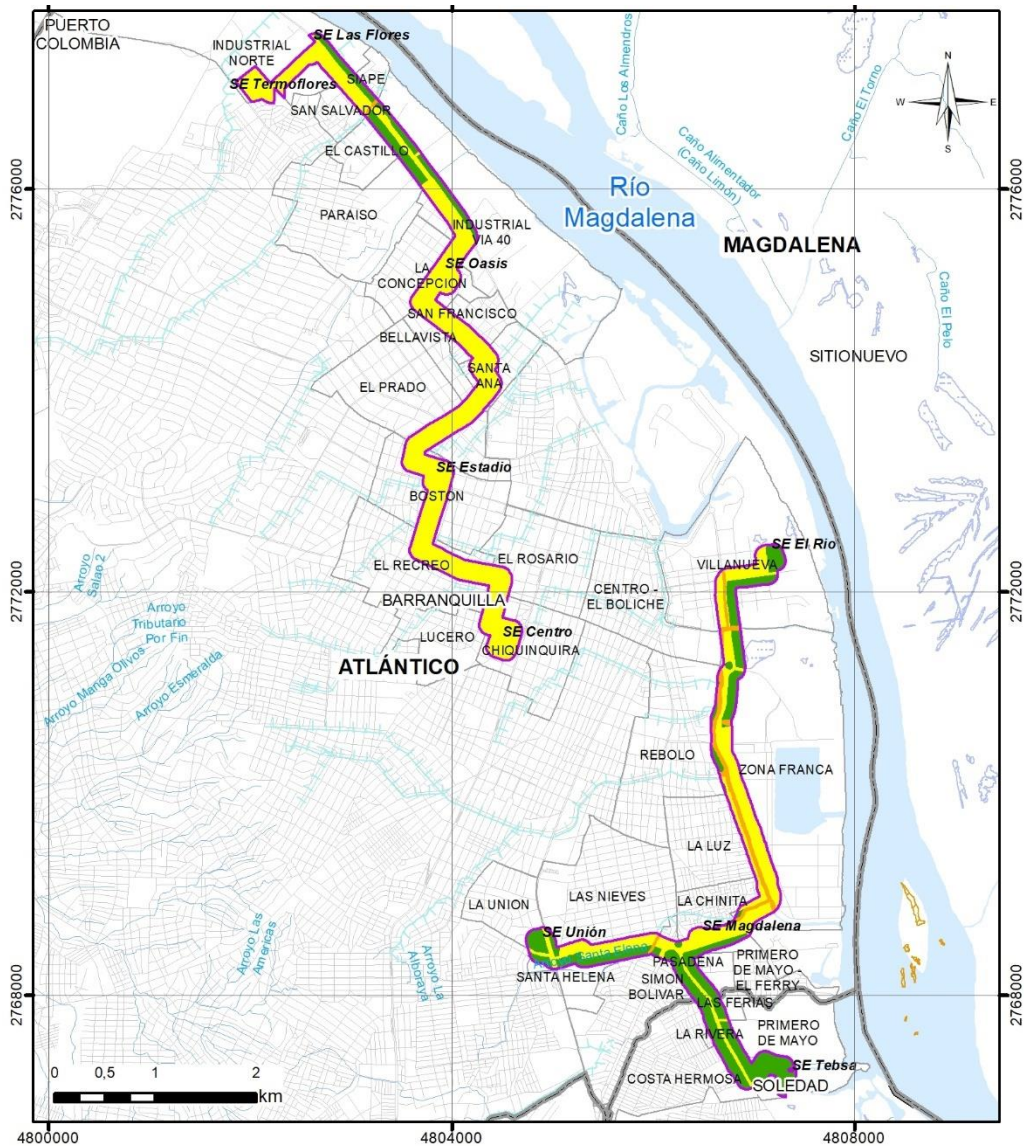 PUERTO
COLOMBIA
SE Las Flores
INDUSTRIAL
NORTE
SE Termoflores
SIAPE
SAN SALVADOR
EL CASTILLO
PARAISO
INDUSTRIAL
VIA 40
SE Oasis
LA
CONCEPCION
SAN FRANCISCO
BELLAVISTA
SANTA
ANA
EL PRADO
SE Estadio
BOSTON
EL RECREO
EL ROSARIO
BARRANQUILLA
LUCERO
SE Centro
CHIQUINQUIRA
ATLÁNTICO
CENTRO -
EL BOLICHE
SE El Rio
VILLANUEVA
REBOLO
ZONA FRANCA
LA LUZ
LAS NIEVES
LA UNION
LA CHINITA
SE Unión
SE Magdalena
Arroyo Santa Elena
SANTA HELENA
PASADENA
SIMON
BOLIVAR
PRIMERO
DE MAYO -
EL FERRY
LAS FERIAS
LA RIVERA
PRIMERO
DE MAYO
SE Tebsa
COSTA HERMOSA
SOLEDAD
Río
Magdalena
MAGDALENA
SITIONUEVO
Caño Los Almendros
Caño Alimentador
(Caño Limón)
Caño El Torno
Caño El Pelo
Arroyo
Salao 2
Arroyo
Tributario
Por Fin
Arroyo Manga Olivos
Arroyo Esmeralda
Arroyo Las
Americas
Arroyo La
Alboraya
N
W
E
S
0
0,5
1
2
km
2776000
2772000
2768000
2776000
2772000
2768000
4800000
4804000
4808000